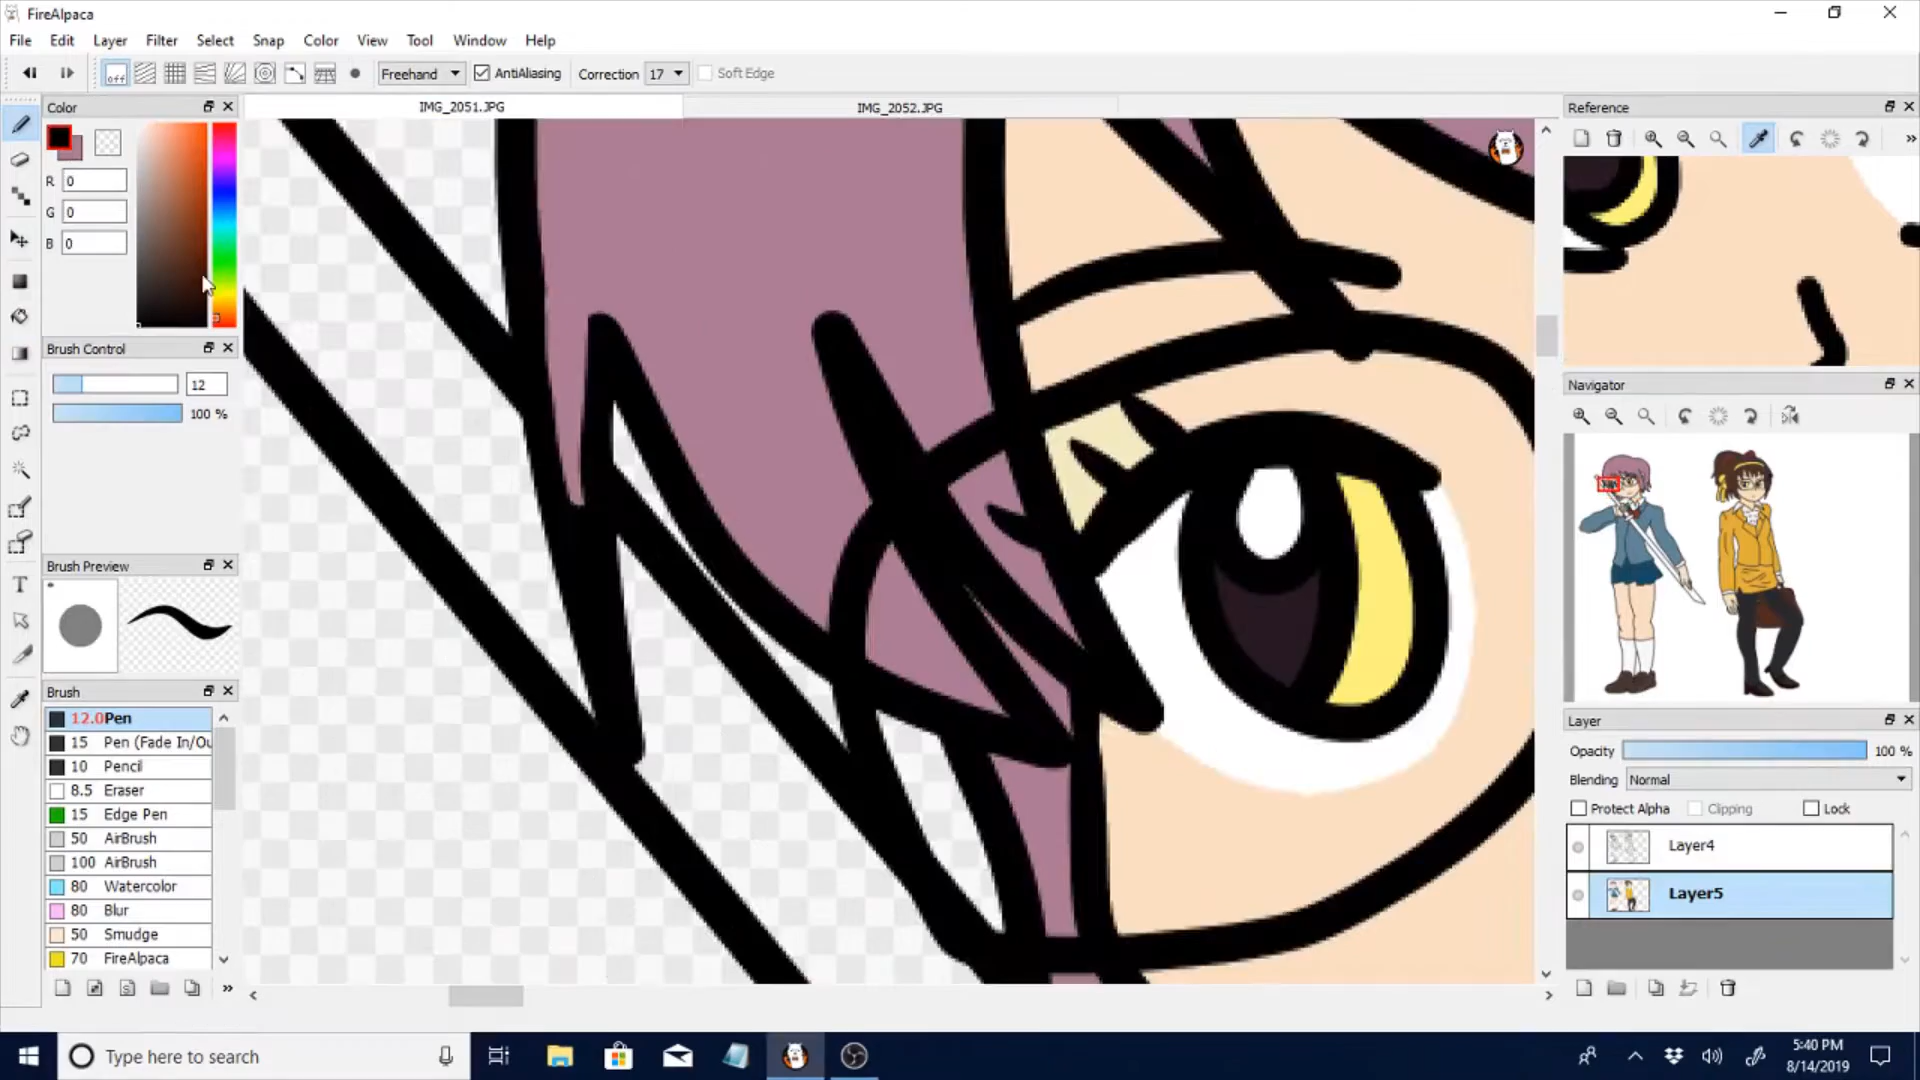 FireAlpaca
File Edit Layer Filter Select Snap Color View Tool Window Help
off Freehand AntiAliasing Correction 17 Soft Edge
Color
IMG_2051.JPG IMG_2052.JPG
Reference
R 0
G 0
B 0
Brush Control
12
100 %
Navigator
Brush Preview
Brush
12.0 Pen
15 Pen (Fade In/Ou
10 Pencil
8.5 Eraser
15 Edge Pen
50 AirBrush
100 AirBrush
80 Watercolor
80 Blur
50 Smudge
70 FireAlpaca
Layer
Opacity 100 %
Blending Normal
Protect Alpha Clipping Lock
Layer4
Layer5
T
S
Type here to search
5:40 PM
8/14/2019